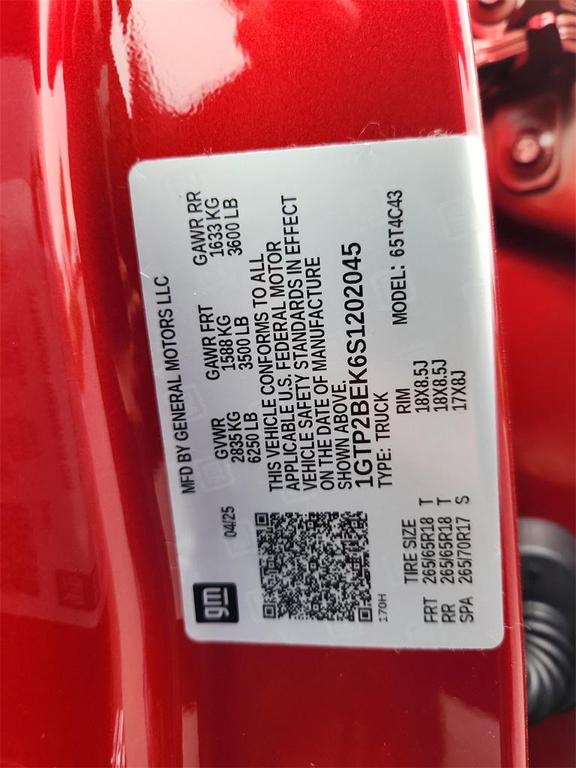 gm
04/25
MFD BY GENERAL MOTORS LLC
GVWR GAWR FRT GAWR RR
2835 KG 1588 KG 1633 KG
6250 LB 3500 LB 3600 LB
THIS VEHICLE CONFORMS TO ALL
APPLICABLE U.S. FEDERAL MOTOR
VEHICLE SAFETY STANDARDS IN EFFECT
ON THE DATE OF MANUFACTURE
SHOWN ABOVE.
1GTP2BEK6S1202045
170H
TYPE: TRUCK MODEL: 65T4C43
TIRE SIZE RIM
FRT 265/65R18 T 18X8.5J
RR 265/65R18 T 18X8.5J
SPA 265/70R17 S 17X8J